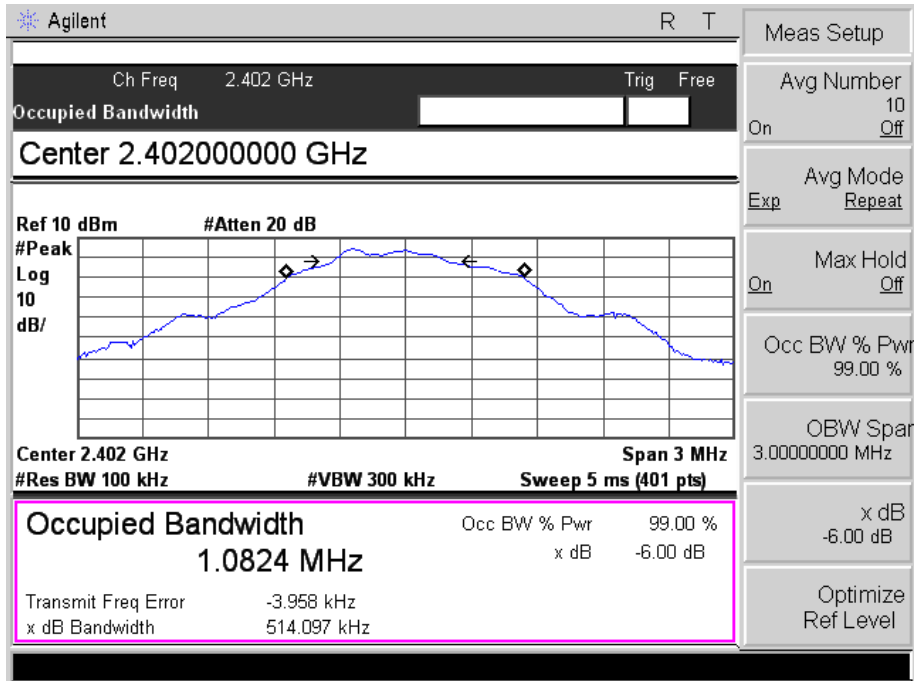 Agilent
R T
Ch Freq 2.402 GHz Trig Free
Occupied Bandwidth
Center 2.402000000 GHz
Ref 10 dBm #Atten 20 dB
#Peak
Log
10
dB/
Center 2.402 GHz Span 3 MHz
#Res BW 100 kHz #VBW 300 kHz Sweep 5 ms (401 pts)
Occupied Bandwidth
1.0824 MHz
Occ BW % Pwr 99.00 %
x dB -6.00 dB
Transmit Freq Error -3.958 kHz
x dB Bandwidth 514.097 kHz
Meas Setup
Avg Number
10
On Off
Avg Mode
Exp Repeat
Max Hold
On Off
Occ BW % Pwr
99.00 %
OBW Span
3.00000000 MHz
x dB
-6.00 dB
Optimize
Ref Level